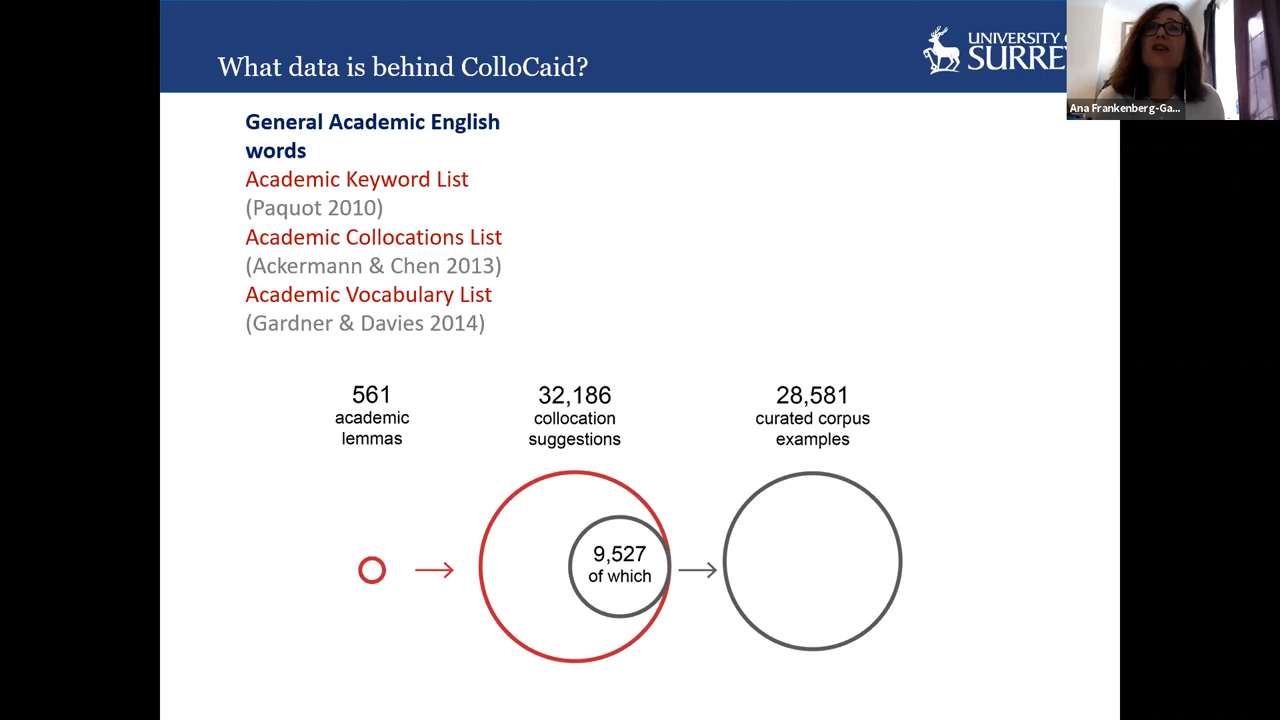 What data is behind ColloCaid?
UNIVERSITY
SURREY
Ana Frankenberg-Ga...
General Academic English
words
Academic Keyword List
(Paquot 2010)
Academic Collocations List
(Ackermann & Chen 2013)
Academic Vocabulary List
(Gardner & Davies 2014)
561
academic
lemmas
32,186
collocation
suggestions
28,581
curated corpus
examples
9,527
of which